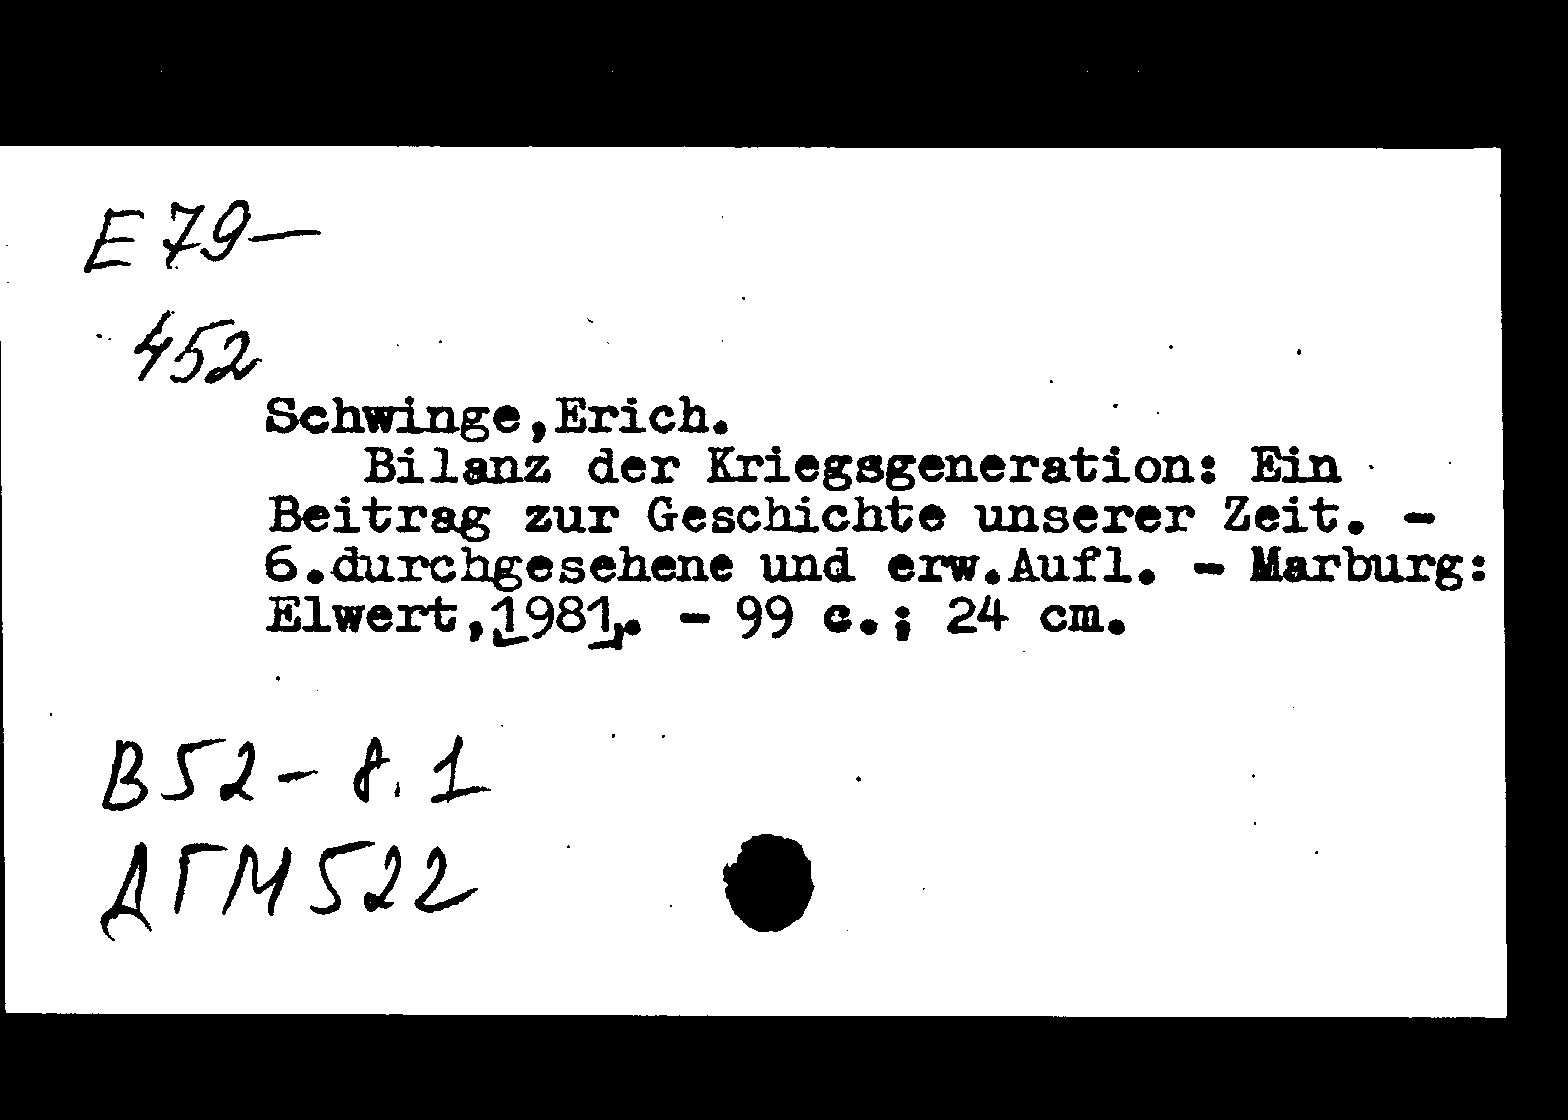 E 79-
452
Schwinge,Erich.
Bilanz der Kriegsgeneration: Ein
Beitrag zur Geschichte unserer Zeit. -
6.durchgesehene und erw.Aufl. - Marburg:
Elwert,1981,. - 99 с.; 24 cm.
B52-8.1
ДГМ522